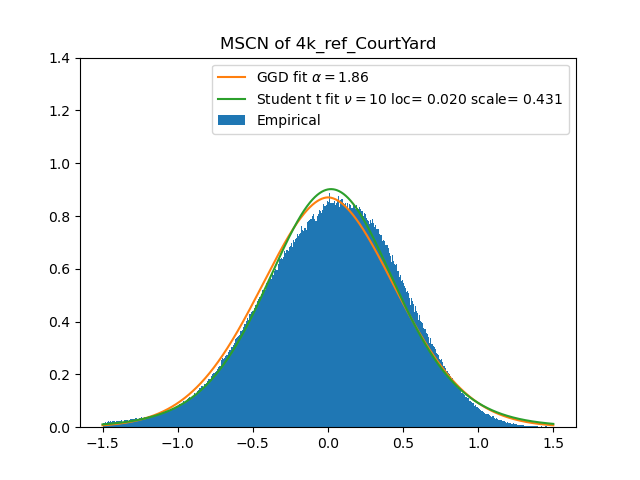 MSCN of 4k_ref_CourtYard
GGD fit α = 1.86
Student t fit ν = 10 loc= 0.020 scale= 0.431
Empirical
1.4
1.2
1.0
0.8
0.6
0.4
0.2
0.0
−1.5 −1.0 −0.5 0.0 0.5 1.0 1.5